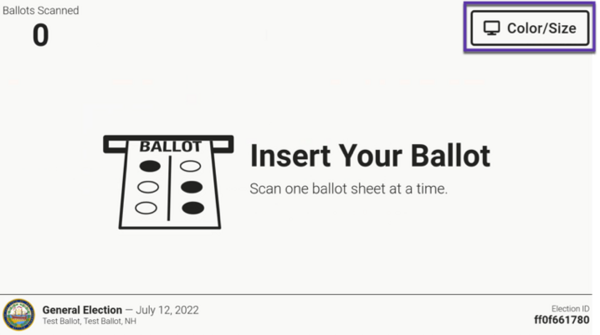 Ballots Scanned
0
Color/Size
BALLOT
Insert Your Ballot
Scan one ballot sheet at a time.
General Election — July 12, 2022
Test Ballot, Test Ballot, NH
Election ID
ff0f661780